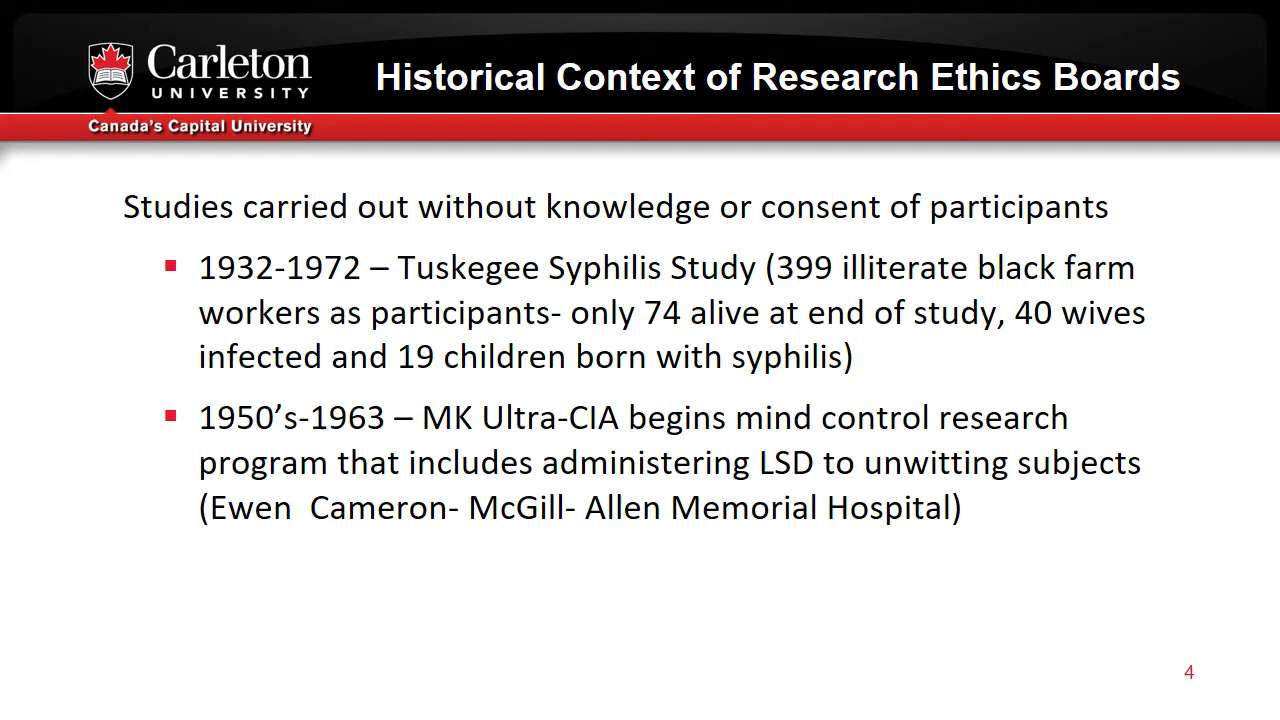 Carleton
UNIVERSITY
Canada's Capital University
Historical Context of Research Ethics Boards
Studies carried out without knowledge or consent of participants
1932-1972 – Tuskegee Syphilis Study (399 illiterate black farm
workers as participants- only 74 alive at end of study, 40 wives
infected and 19 children born with syphilis)
1950’s-1963 – MK Ultra-CIA begins mind control research
program that includes administering LSD to unwitting subjects
(Ewen  Cameron- McGill- Allen Memorial Hospital)
4